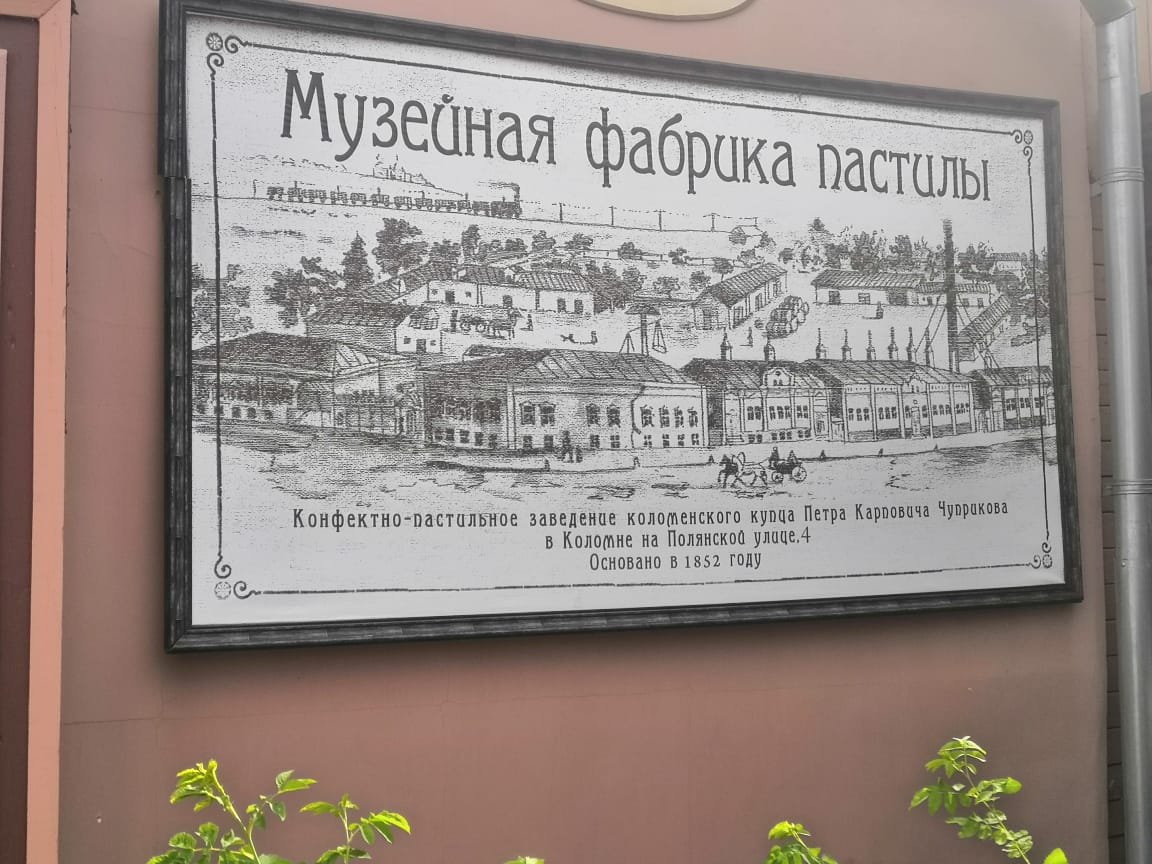 Музейная фабрика пастилы
Конфектно-пастильное заведение коломенского купца Петра Карповича Чуприкова
в Коломне на Полянской улице,4
Основано в 1852 году